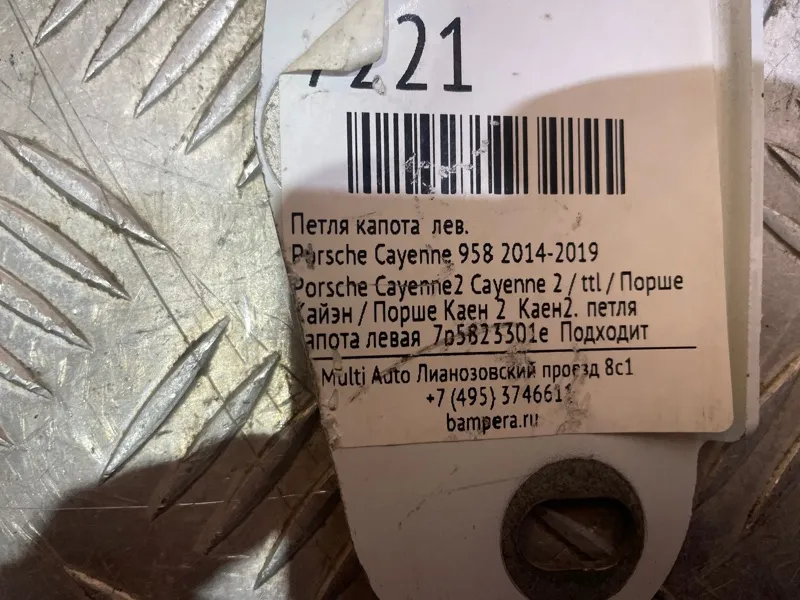 7221
Петля капота лев.
Porsche Cayenne 958 2014-2019
Porsche Cayenne2 Cayenne 2 / ttl / Порше
Кайэн / Порше Каен 2 Каен2. петля
капота левая 7p5823301e Подходит
Multi Auto Лианозовский проезд 8с1
+7 (495) 3746611
bampera.ru